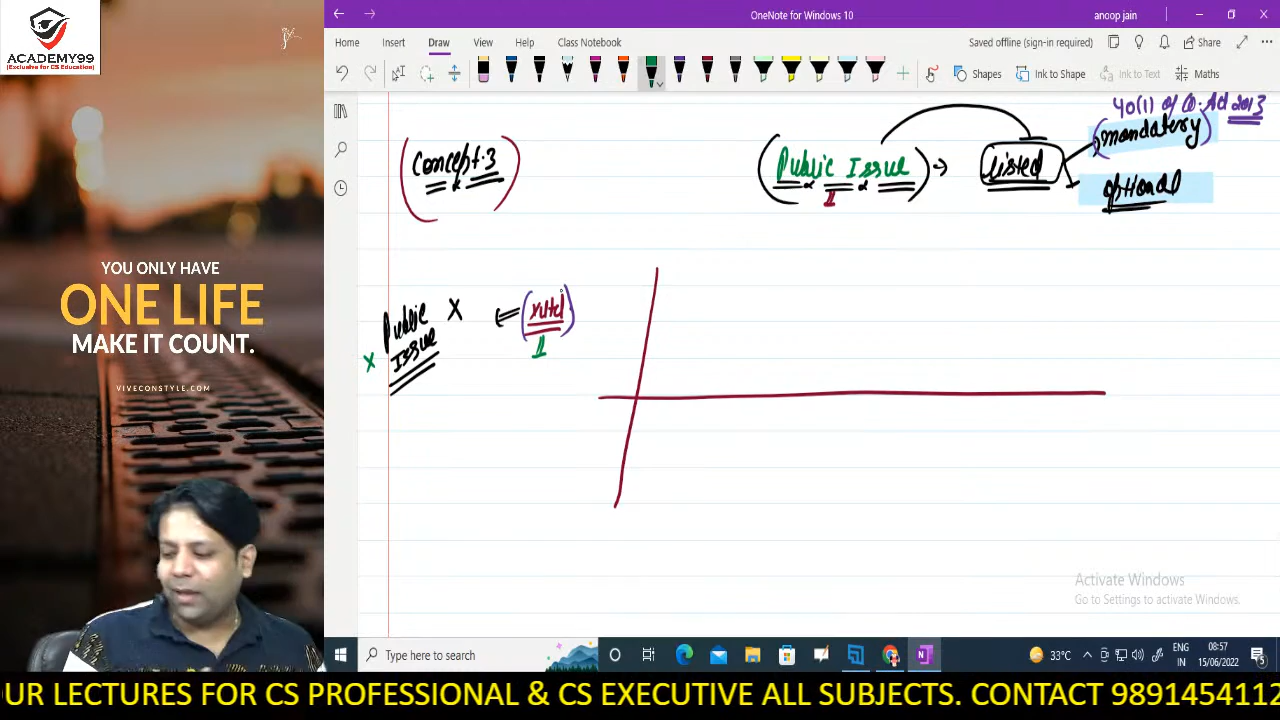 ACADEMY99
(Exclusive for CS Education)
YOU ONLY HAVE
ONE LIFE
MAKE IT COUNT.
VIVECONSTYLE.COM
OneNote for Windows 10
anoop jain
Home Insert Draw View Help Class Notebook
Saved offline (sign-in required)
Share
Shapes
Ink to Shape
Ink to Text
Maths
40(1) of Co. Act 2013
Concept-3
(Public Issue) → Listed
(mandatory)
optional
Public X
X Issue
Activate Windows
Go to Settings to activate Windows.
Type here to search
33°C
ENG
IN
08:57
15/06/2022
5
UR LECTURES FOR CS PROFESSIONAL & CS EXECUTIVE ALL SUBJECTS. CONTACT 9891454112